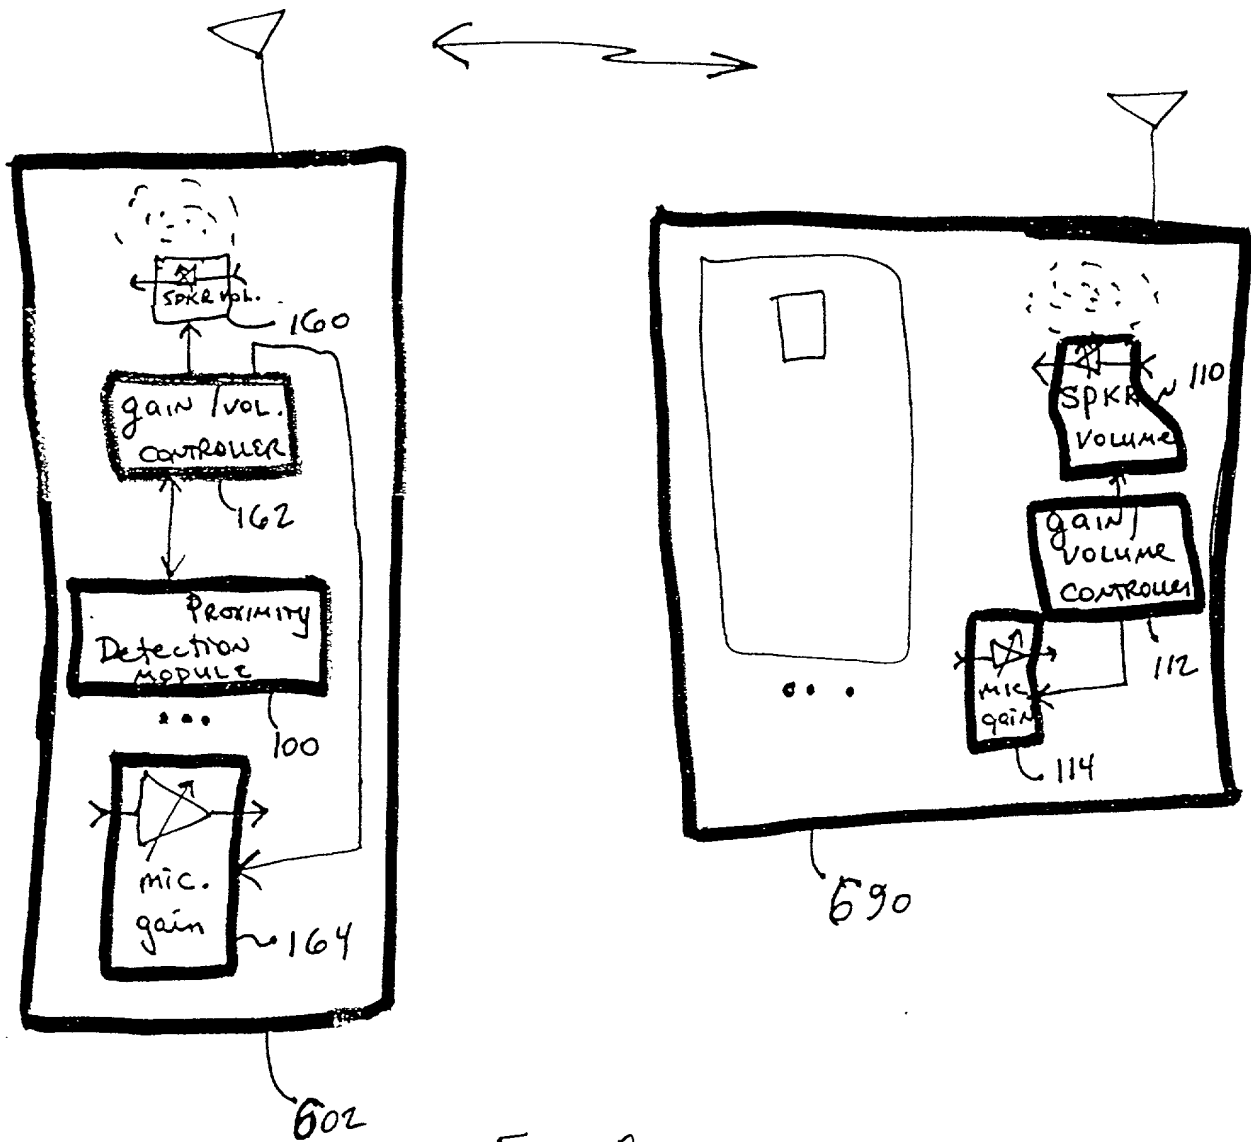 SPKR VOL.
160
gain / VOL.
CONTROLLER
162
PROXIMITY
Detection
MODULE
100
mic.
gain
164
602
110
SPKR
VOLUME
gain/
VOLUME
CONTROLLER
112
mic
gain
114
690